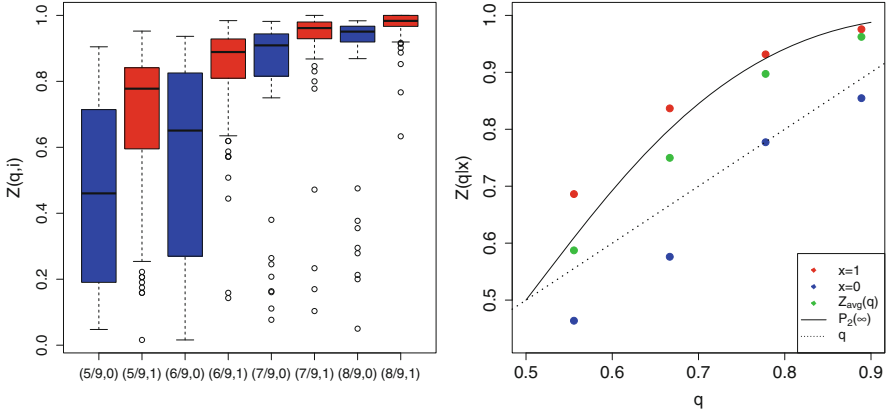 Z(q,i)
1.0
0.8
0.6
0.4
0.2
0.0
(5/9,0) (5/9,1) (6/9,0) (6/9,1) (7/9,0) (7/9,1) (8/9,0) (8/9,1)
Z(q|x)
1.0
0.9
0.8
0.7
0.6
0.5
0.5 0.6 0.7 0.8 0.9
q
x=1
x=0
Zavg(q)
P2(∞)
q